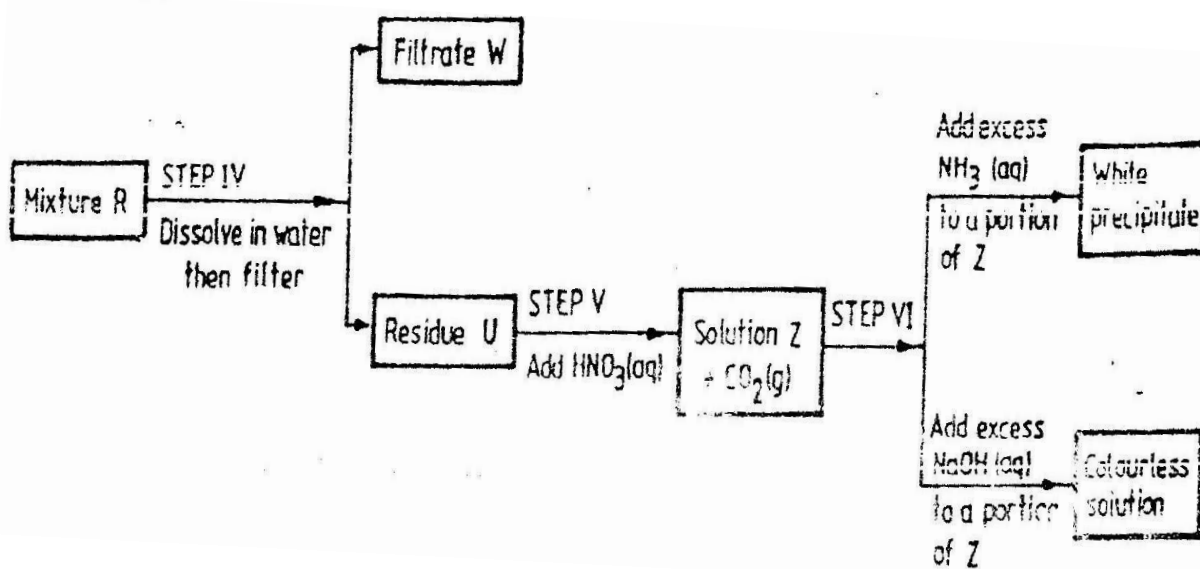 Filtrate W
Mixture R
STEP IV
Dissolve in water
then filter
Residue U
STEP V
Add HNO3(aq)
Solution Z
+ CO2(g)
STEP VI
Add excess
NH3 (aq)
to a portion
of Z
White
precipitate
Add excess
NaOH (aq)
to a portion
of Z
Colourless
solution